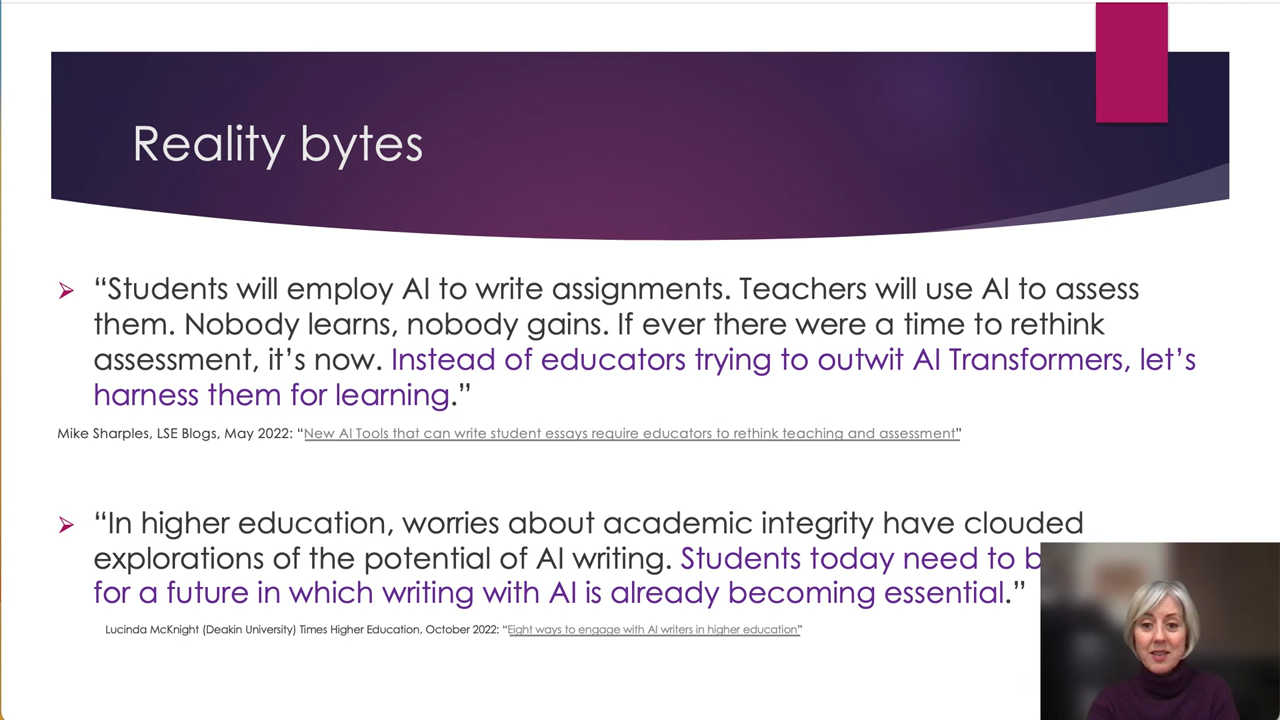 Reality bytes
“Students will employ AI to write assignments. Teachers will use AI to assess
them. Nobody learns, nobody gains. If ever there were a time to rethink
assessment, it’s now. Instead of educators trying to outwit AI Transformers, let’s
harness them for learning.”
Mike Sharples, LSE Blogs, May 2022: “New AI Tools that can write student essays require educators to rethink teaching and assessment”
“In higher education, worries about academic integrity have clouded
explorations of the potential of AI writing. Students today need to
for a future in which writing with AI is already becoming essential.”
Lucinda McKnight (Deakin University) Times Higher Education, October 2022: “Eight ways to engage with AI writers in higher education”